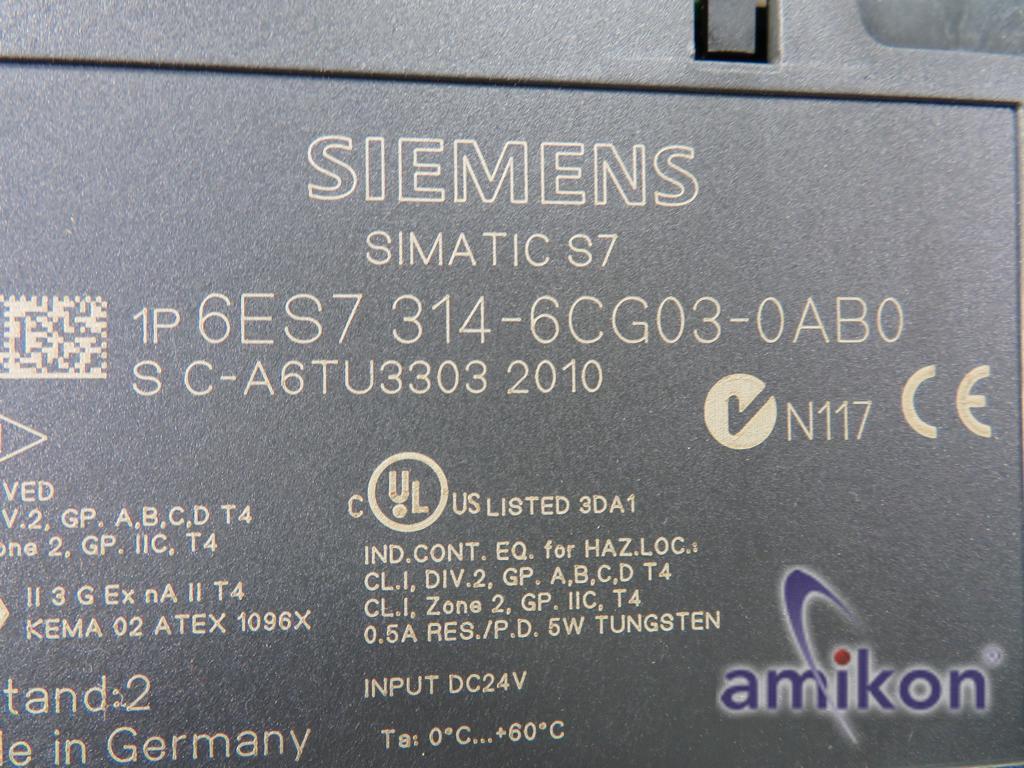 SIEMENS
SIMATIC S7
1P 6ES7 314-6CG03-0AB0
S C-A6TU3303 2010
N117 CE
VED
V.2, GP. A,B,C,D T4
one 2, GP. IIC, T4
II 3 G Ex nA II T4
KEMA 02 ATEX 1096X
C UL US LISTED 3DA1
IND.CONT. EQ. for HAZ.LOC.:
CL.I, DIV.2, GP. A,B,C,D T4
CL.I, Zone 2, GP. IIC, T4
0.5A RES./P.D. 5W TUNGSTEN
tand:2
de in Germany
INPUT DC24V
Ta: 0°C...+60°C
amikon®